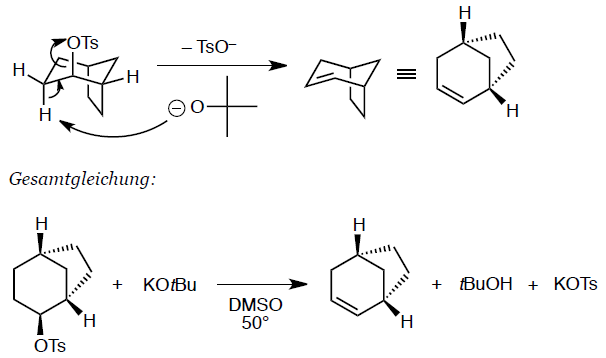 OTs
– TsO–
H
H
H
– O
H
H
≡
Gesamtgleichung:
H
H
OTs
+
KOtBu
DMSO
50°
H
H
+
tBuOH
+
KOTs